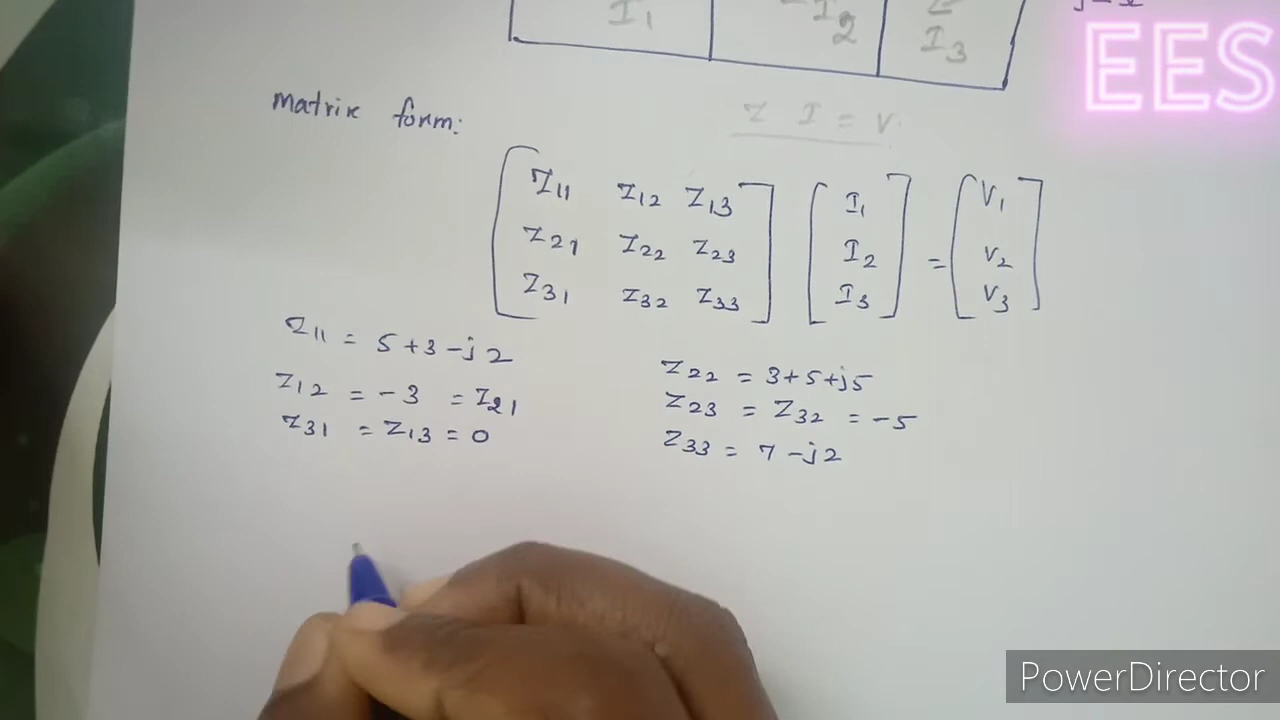 I1 I2 I3
EES
Matrix form:
Z I = V.
Z11 Z12 Z13 I1 V1
Z21 Z22 Z23 I2 = V2
Z31 Z32 Z33 I3 V3
Z11 = 5+3-j2
Z12 = -3 = Z21
Z31 = Z13 = 0
Z22 = 3+5+j5
Z23 = Z32 = -5
Z33 = 7-j2
PowerDirector